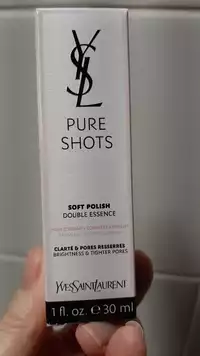 YSL
PURE
SHOTS
SOFT POLISH
DOUBLE ESSENCE
CLARTÉ & PORES RESSERRÉS
BRIGHTNESS & TIGHTER PORES
YVESSAINTLAURENT
1 fl. oz. ℮ 30 ml